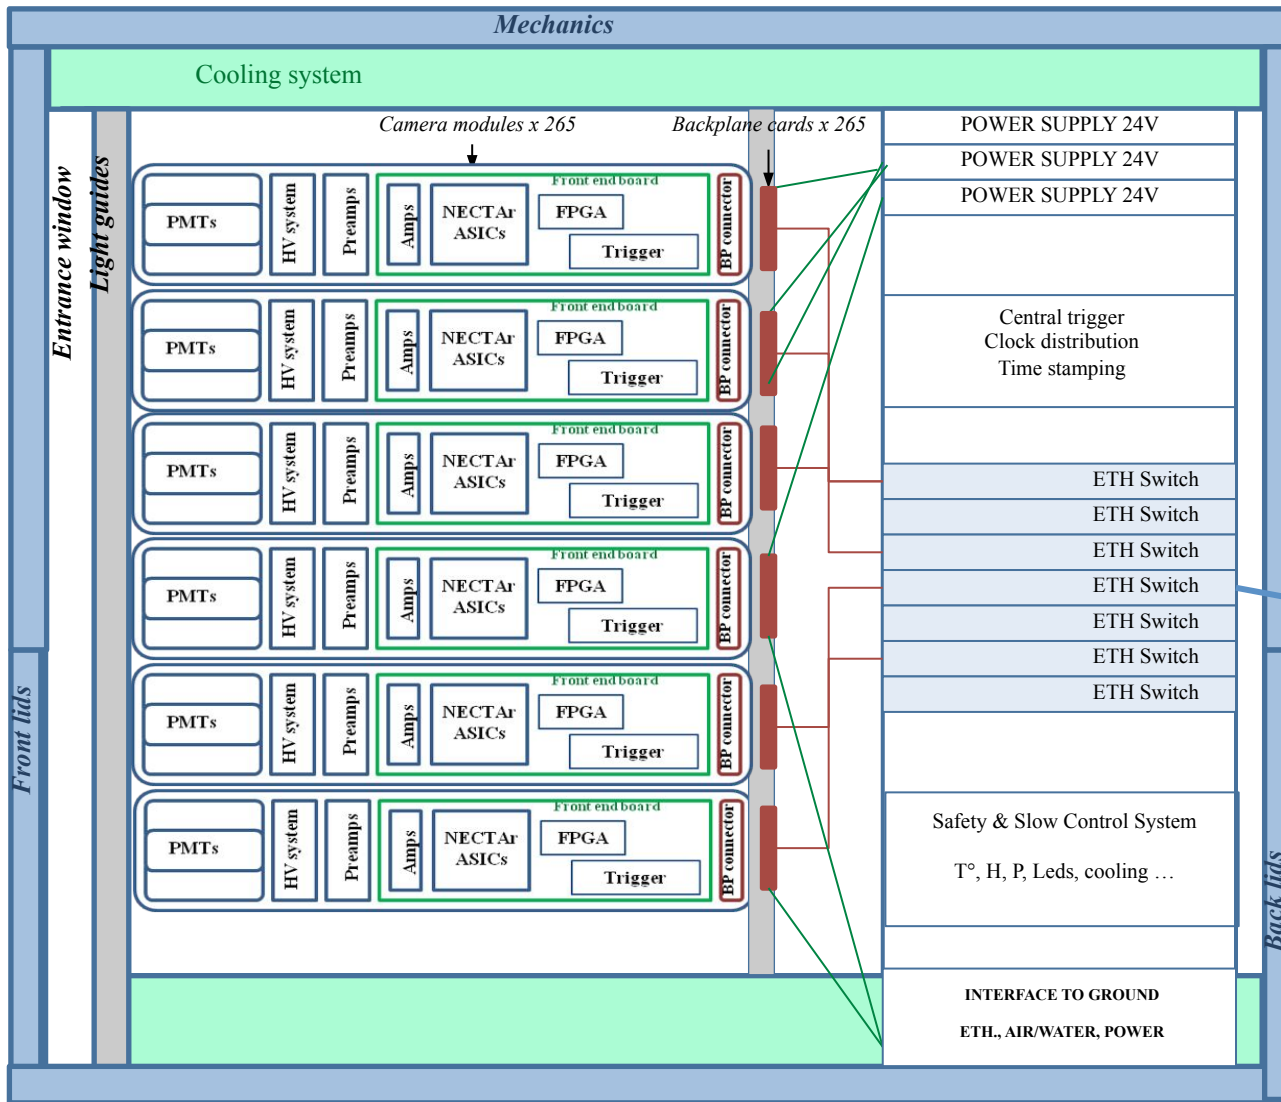 Mechanics
Cooling system
Camera modules x 265
Backplane cards x 265
Entrance window
Light guides
Front lids
Back lids
PMTs
HV system
Preamps
Front end board
Amps
NECTAr
ASICs
FPGA
Trigger
BP connector
PMTs
HV system
Preamps
Front end board
Amps
NECTAr
ASICs
FPGA
Trigger
BP connector
PMTs
HV system
Preamps
Front end board
Amps
NECTAr
ASICs
FPGA
Trigger
BP connector
PMTs
HV system
Preamps
Front end board
Amps
NECTAr
ASICs
FPGA
Trigger
BP connector
PMTs
HV system
Preamps
Front end board
Amps
NECTAr
ASICs
FPGA
Trigger
BP connector
PMTs
HV system
Preamps
Front end board
Amps
NECTAr
ASICs
FPGA
Trigger
BP connector
POWER SUPPLY 24V
POWER SUPPLY 24V
POWER SUPPLY 24V
Central trigger
Clock distribution
Time stamping
ETH Switch
ETH Switch
ETH Switch
ETH Switch
ETH Switch
ETH Switch
ETH Switch
Safety & Slow Control System
T°, H, P, Leds, cooling …
INTERFACE TO GROUND
ETH., AIR/WATER, POWER